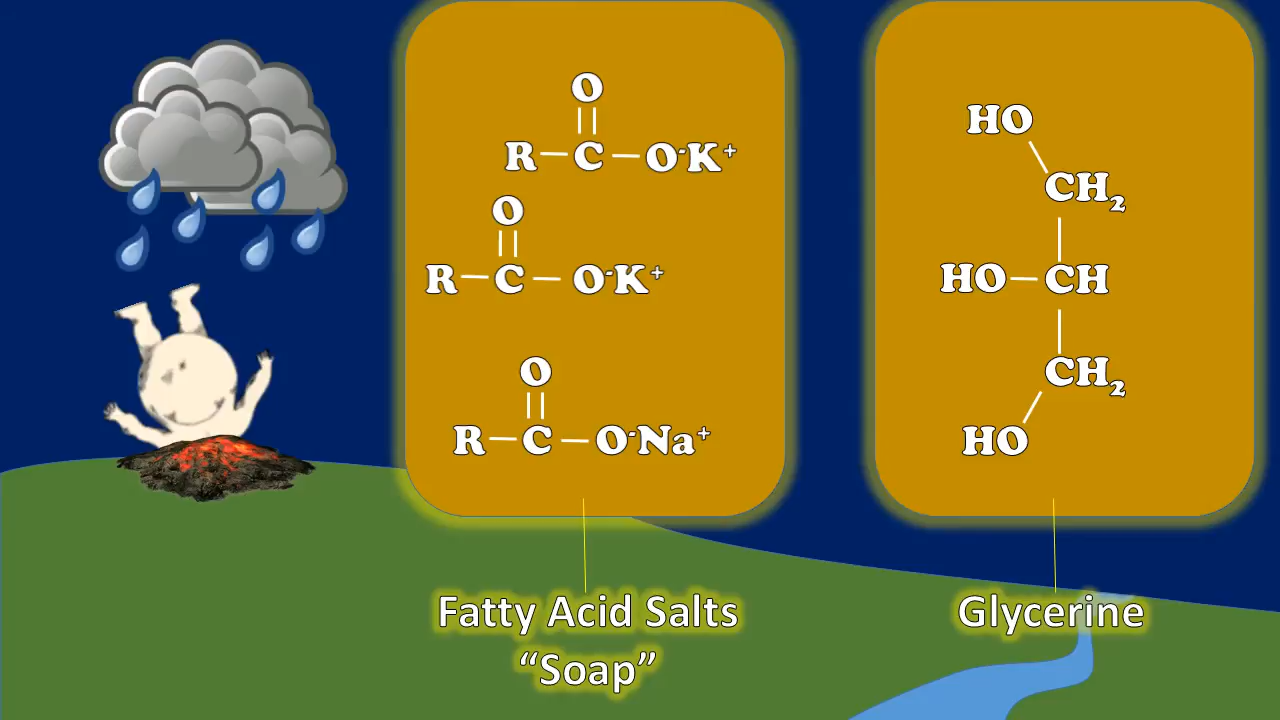 O
R–C–O⁻K⁺
O
R–C–O⁻K⁺
O
R–C–O⁻Na⁺
HO
CH₂
HO–CH
CH₂
HO
Fatty Acid Salts
“Soap”
Glycerine